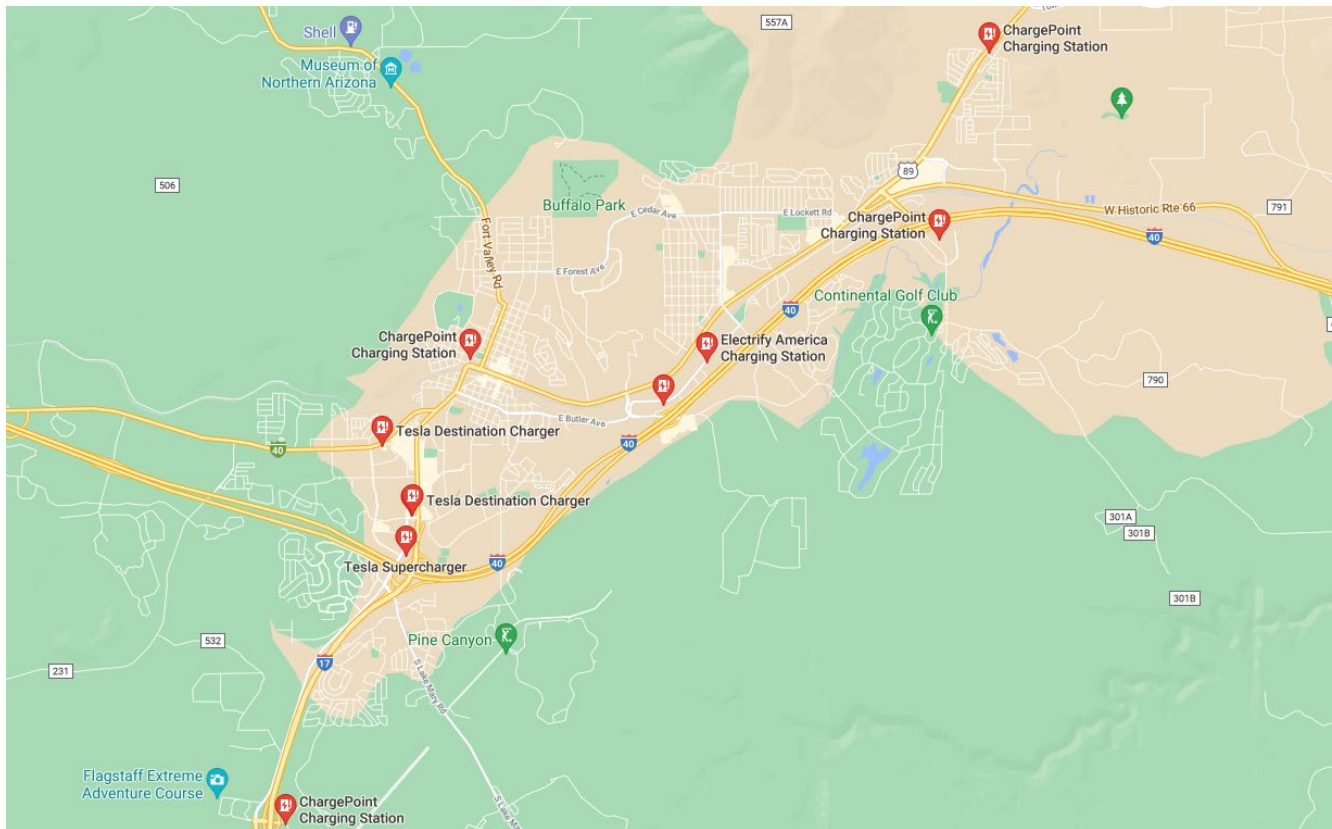 557A
ChargePoint
Charging Station
Shell
Museum of
Northern Arizona
506
89
Buffalo Park
E Cedar Ave
E Lockett Rd
ChargePoint
Charging Station
W Historic Rte 66
791
40
Fort Valley Rd
E Forest Ave
Continental Golf Club
40
ChargePoint
Charging Station
Electrify America
Charging Station
790
E Butler Ave
Tesla Destination Charger
40
40
Tesla Destination Charger
301A
301B
Tesla Supercharger
40
301B
532
Pine Canyon
17
231
S Lake Mary Rd
Flagstaff Extreme
Adventure Course
ChargePoint
Charging Station